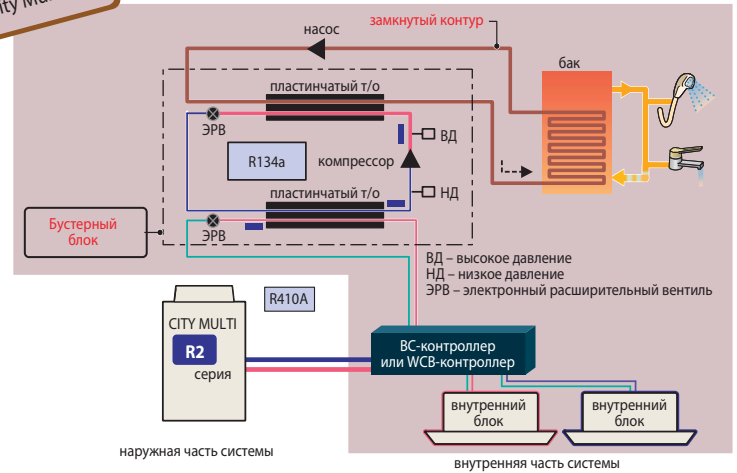 насос
замкнутый контур
бак
пластинчатый т/о
ЭРВ
ВД
R134a
компрессор
пластинчатый т/о
НД
Бустерный
блок
ЭРВ
ВД – высокое давление
НД – низкое давление
ЭРВ – электронный расширительный вентиль
R410A
CITY MULTI
R2
серия
BC-контроллер
или WCB-контроллер
внутренний
блок
внутренний
блок
наружная часть системы
внутренняя часть системы